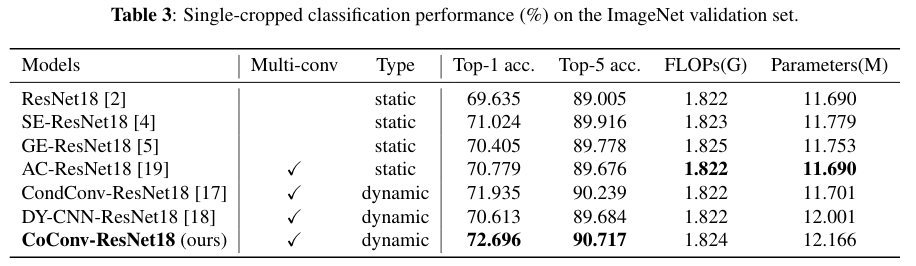 Table 3: Single-cropped classification performance (%) on the ImageNet validation set.
Models Multi-conv Type Top-1 acc. Top-5 acc. FLOPs(G) Parameters(M)
ResNet18 [2] static 69.635 89.005 1.822 11.690
SE-ResNet18 [4] static 71.024 89.916 1.823 11.779
GE-ResNet18 [5] static 70.405 89.778 1.825 11.753
AC-ResNet18 [19] ✓ static 70.779 89.676 1.822 11.690
CondConv-ResNet18 [17] ✓ dynamic 71.935 90.239 1.822 11.701
DY-CNN-ResNet18 [18] ✓ dynamic 70.613 89.684 1.822 12.001
CoConv-ResNet18 (ours) ✓ dynamic 72.696 90.717 1.824 12.166